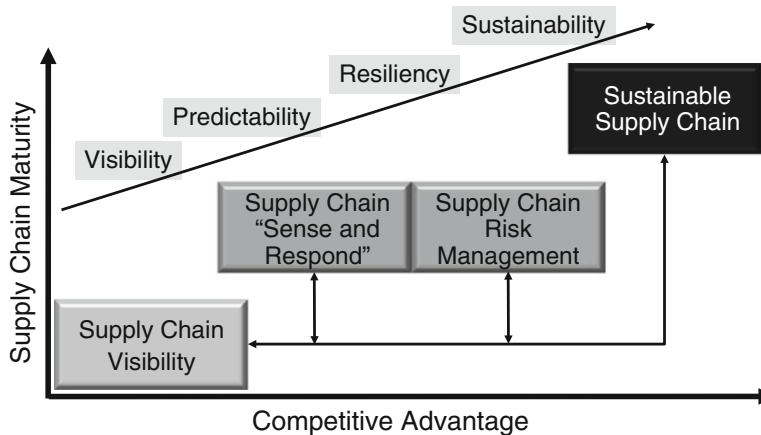 Sustainability
Resiliency
Predictability
Visibility
Supply Chain Maturity
Sustainable
Supply Chain
Supply Chain
“Sense and
Respond”
Supply Chain
Risk
Management
Supply Chain
Visibility
Competitive Advantage